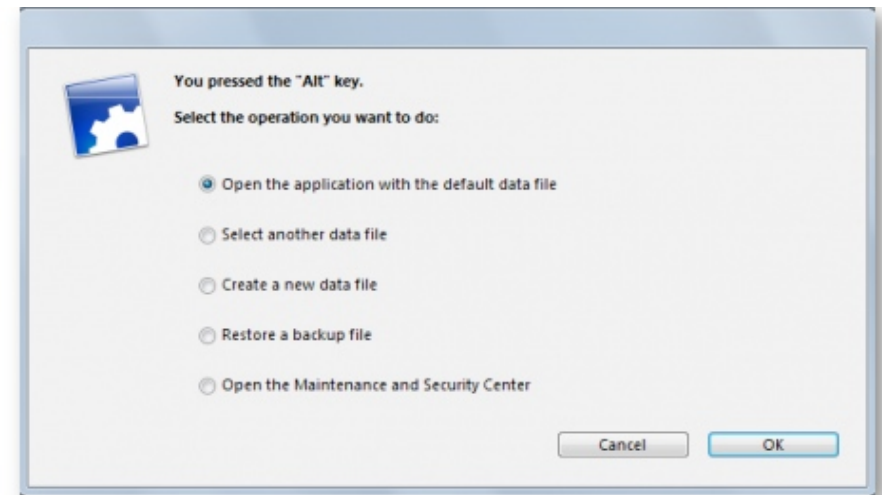 You pressed the "Alt" key.
Select the operation you want to do:
Open the application with the default data file
Select another data file
Create a new data file
Restore a backup file
Open the Maintenance and Security Center
Cancel
OK